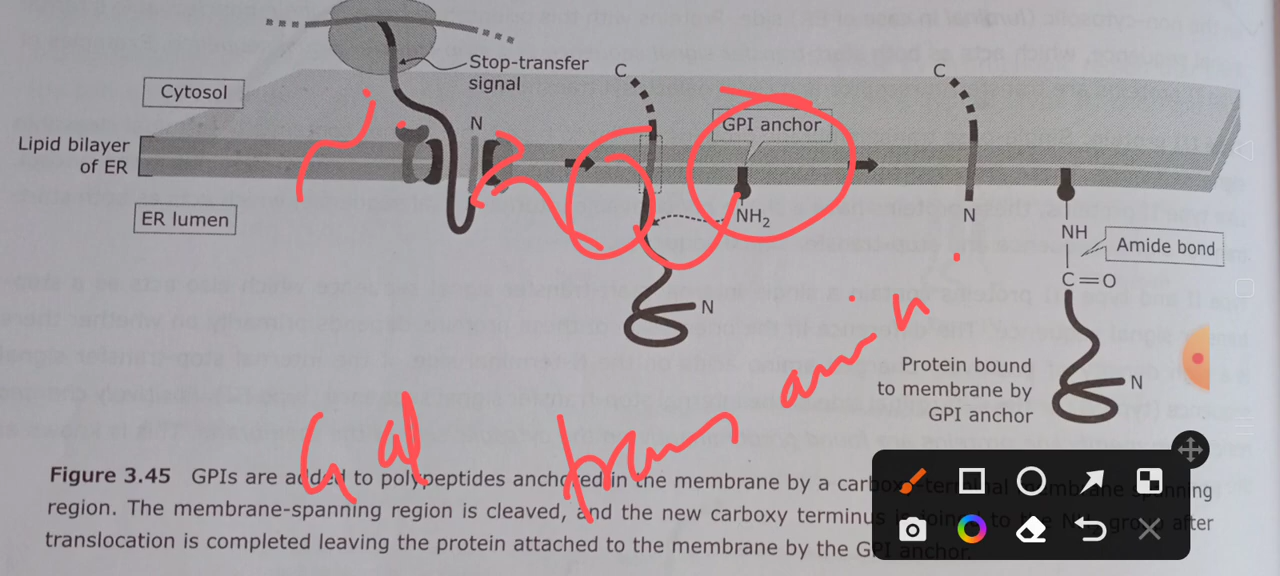 Stop-transfer
signal
Cytosol
C
C
N
GPI anchor
Lipid bilayer
of ER
ER lumen
NH2
N
NH
Amide bond
C=O
N
N
Protein bound
to membrane by
GPI anchor
Figure 3.45 GPIs are added to polypeptides anchored in the membrane by a carboxy-terminal membrane spanning
region. The membrane-spanning region is cleaved, and the new carboxy terminus is joined to the NH group after
translocation is completed leaving the protein attached to the membrane by the GPI anchor.